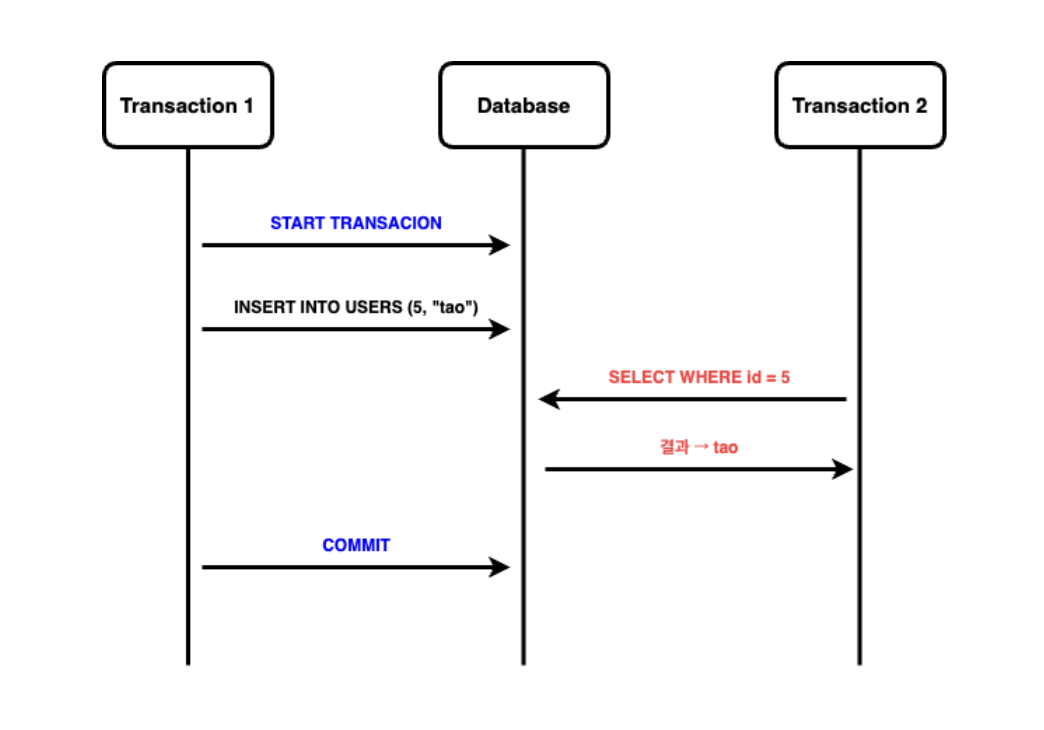 Transaction 1
Database
Transaction 2
START TRANSACION
INSERT INTO USERS (5, "tao")
SELECT WHERE id = 5
결과 → tao
COMMIT